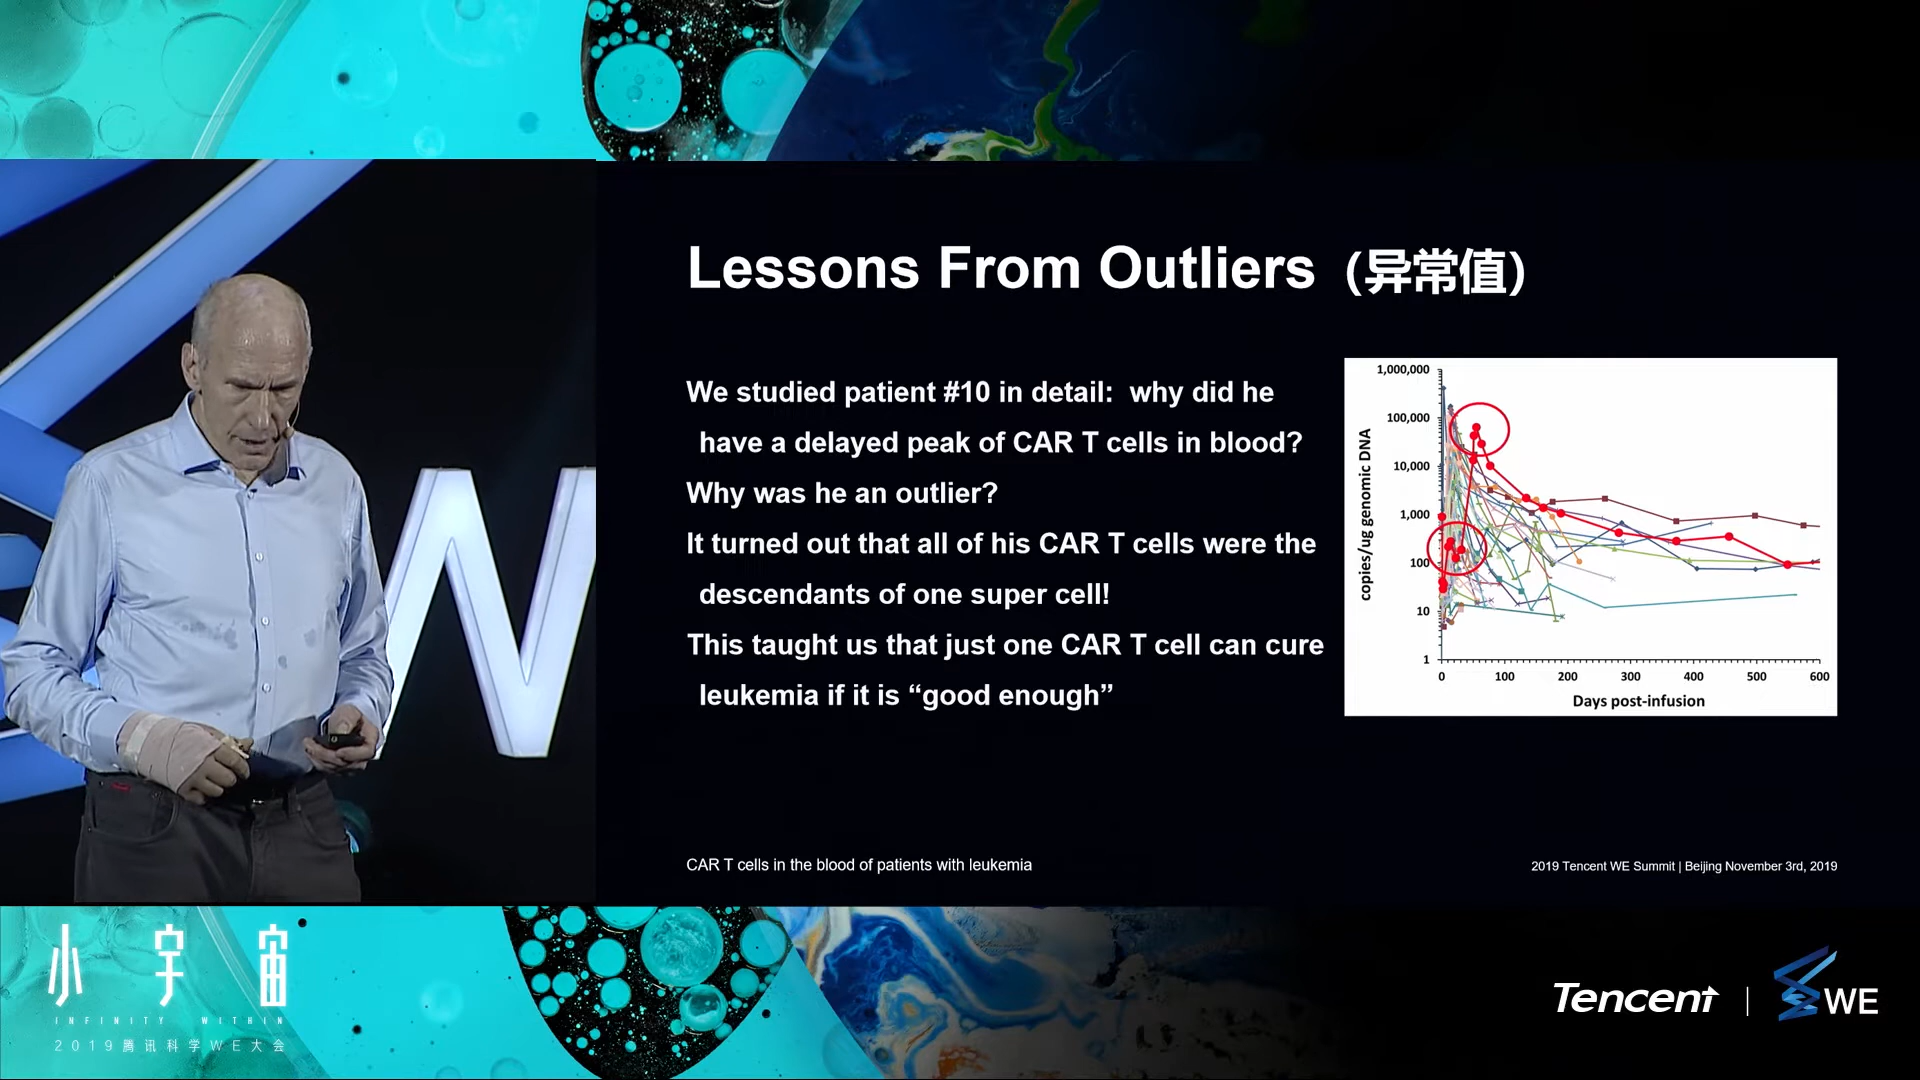 Lessons From Outliers（异常值）
We studied patient #10 in detail: why did he
have a delayed peak of CAR T cells in blood?
Why was he an outlier?
It turned out that all of his CAR T cells were the
descendants of one super cell!
This taught us that just one CAR T cell can cure
leukemia if it is “good enough”
copies/ug genomic DNA
1,000,000
100,000
10,000
1,000
100
10
1
0 100 200 300 400 500 600
Days post-infusion
CAR T cells in the blood of patients with leukemia
2019 Tencent WE Summit | Beijing November 3rd, 2019
W
小宇宙
INFINITY WITHIN
2019腾讯科学WE大会
Tencent | WE